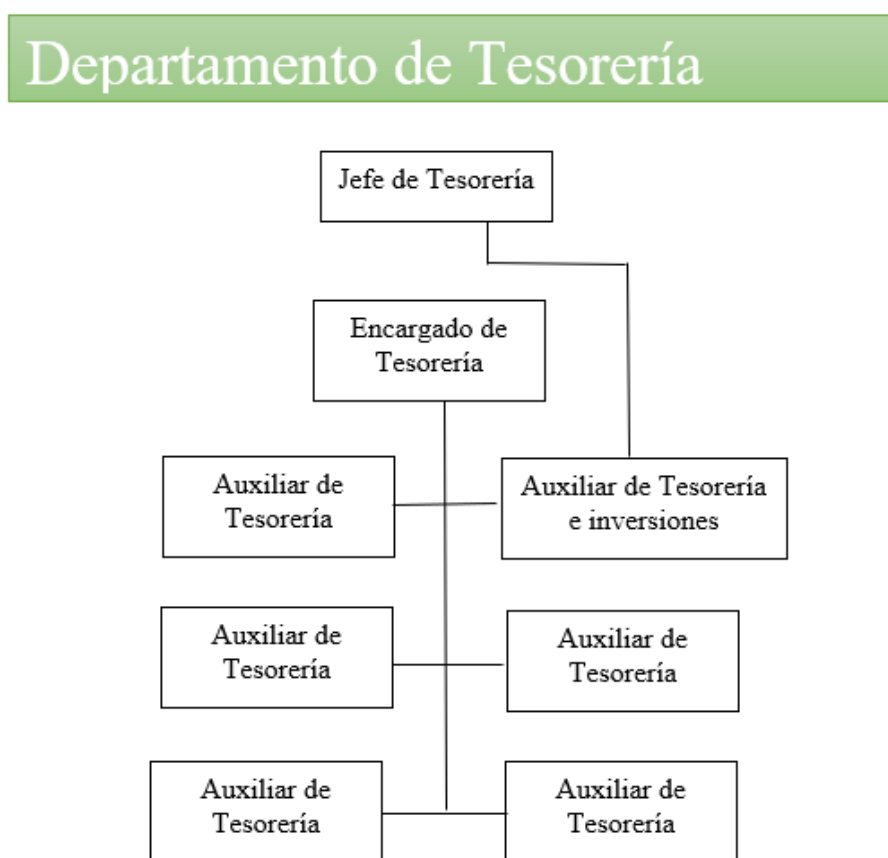 Departamento de Tesorería
Jefe de Tesorería
Encargado de
Tesorería
Auxiliar de
Tesorería
Auxiliar de Tesorería
e inversiones
Auxiliar de
Tesorería
Auxiliar de
Tesorería
Auxiliar de
Tesorería
Auxiliar de
Tesorería